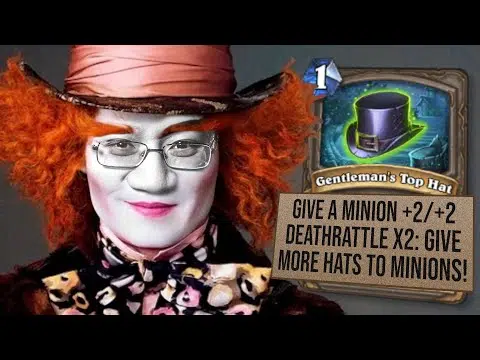 1
Gentleman's Top Hat
GIVE A MINION +2/+2
DEATHRATTLE X2: GIVE
MORE HATS TO MINIONS!